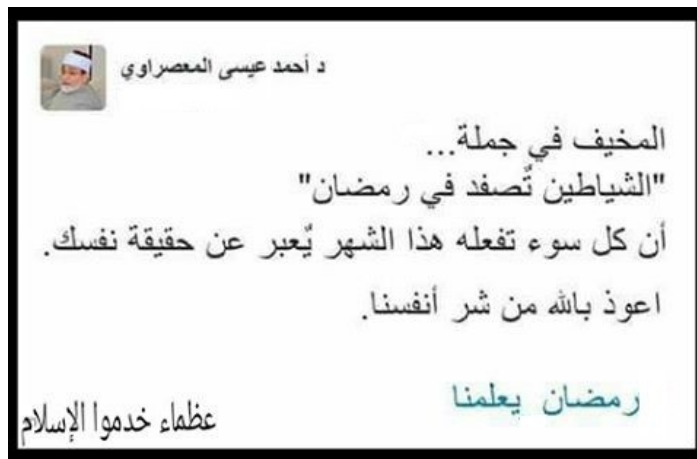 د أحمد عيسى المعصراوي
المخيف في جملة...
"الشياطين تٌصفد في رمضان"
أن كل سوء تفعله هذا الشهر يٌعبر عن حقيقة نفسك.
اعوذ بالله من شر أنفسنا.
رمضان يعلمنا
عظماء خدموا الإسلام